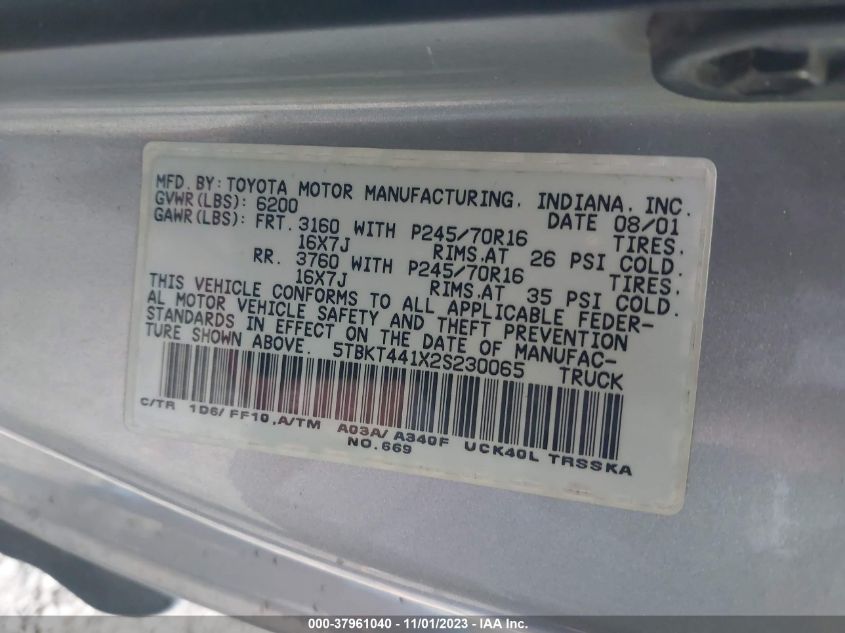 MFD. BY: TOYOTA MOTOR MANUFACTURING, INDIANA, INC.
GVWR(LBS): 6200 DATE 08/01
GAWR(LBS): FRT. 3160 WITH P245/70R16 TIRES,
16X7J RIMS,AT 26 PSI COLD.
RR. 3760 WITH P245/70R16 TIRES,
16X7J RIMS,AT 35 PSI COLD.
THIS VEHICLE CONFORMS TO ALL APPLICABLE FEDER-
AL MOTOR VEHICLE SAFETY AND THEFT PREVENTION
STANDARDS IN EFFECT ON THE DATE OF MANUFAC-
TURE SHOWN ABOVE. 5TBKT441X2S230065 TRUCK
C/TR 1D6/FF10,A/TM A03A/A340F UCK40L TRSSKA
NO.669
000-37961040 - 11/01/2023 - IAA Inc.